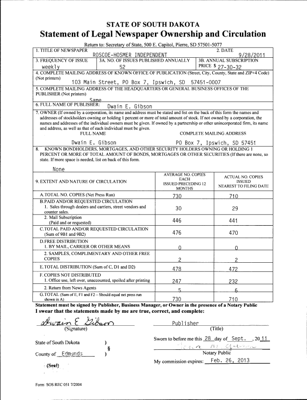 STATE OF SOUTH DAKOTA
Statement of Legal Newspaper Ownership and Circulation
Return to: Secretary of State, 500 E. Capitol, Pierre, SD 57501-5077
1. TITLE OF NEWSPAPER
ROSCOE-HOSMER INDEPENDENT
2. DATE
9/28/2011
3. FREQUENCY OF ISSUE
weekly
3A. NO. OF ISSUES PUBLISHED ANNUALLY
52
3B. ANNUAL SUBSCRIPTION
PRICE $ 27-30-32
4. COMPLETE MAILING ADDRESS OF KNOWN OFFICE OF PUBLICATION (Street, City, County, State and ZIP+4 Code)
(Not printers)
103 Main Street, PO Box 7, Ipswich, SD 57451-0007
5. COMPLETE MAILING ADDRESS OF THE HEADQUARTERS OR GENERAL BUSINESS OFFICES OF THE
PUBLISHER (Not printers)
Same
6. FULL NAME OF PUBLISHER:
Dwain E. Gibson
7. OWNER (If owned by a corporation, its name and address must be stated and list on the back of this form the names and
addresses of stockholders owning or holding 1 percent or more of total amount of stock. If not owned by a corporation, the
names and addresses of the individual owners must be given. If owned by a partnership or other unincorporated firm, its name
and address, as well as that of each individual must be given.
FULL NAME
COMPLETE MAILING ADDRESS
Dwain E. Gibson
PO Box 7, Ipswich, SD 57451
8. KNOWN BONDHOLDERS, MORTGAGES, AND OTHER SECURITY HOLDERS OWNING OR HOLDING 1
PERCENT OR MORE OF TOTAL AMOUNT OF BONDS, MORTGAGES OR OTHER SECURITIES (If there are none, so
state. If more space is needed, list on back of this form.
None
9. EXTENT AND NATURE OF CIRCULATION
AVERAGE NO. COPIES
EACH
ISSUED PRECEDING 12
MONTHS
ACTUAL NO. COPIES
ISSUED
NEAREST TO FILING DATE
A. TOTAL NO. COPIES (Net Press Run)
730
710
B. PAID AND/OR REQUESTED CIRCULATION
1. Sales through dealers and carriers, street vendors and
counter sales.
30
29
2. Mail Subscription
(Paid and/or requested)
446
441
C. TOTAL PAID AND/OR REQUESTED CIRCULATION
(Sum of 9B1 and 9B2)
476
470
D. FREE DISTRIBUTION
1. BY MAIL, CARRIER OR OTHER MEANS
0
0
2. SAMPLES, COMPLIMENTARY AND OTHER FREE
COPIES
2
2
E. TOTAL DISTRIBUTION (Sum of C, D1 and D2)
478
472
F. COPIES NOT DISTRIBUTED
1. Office use, left over, unaccounted, spoiled after printing
247
232
2. Return from News Agents
5
6
G. TOTAL (Sum of E, F1 and F2 - Should equal net press run
shown in A)
730
710
Statement must be signed by Publisher, Business Manager, or Owner in the presence of a Notary Public
I swear that the statements made by me are true, correct, and complete:
Dwain E Gibson
(Signature)
Publisher
(Title)
State of South Dakota )
§
County of Edmunds )
(Seal)
Sworn to before me this 28 day of Sept. 20 11
Notary Public
My commission expires: Feb. 26, 2013